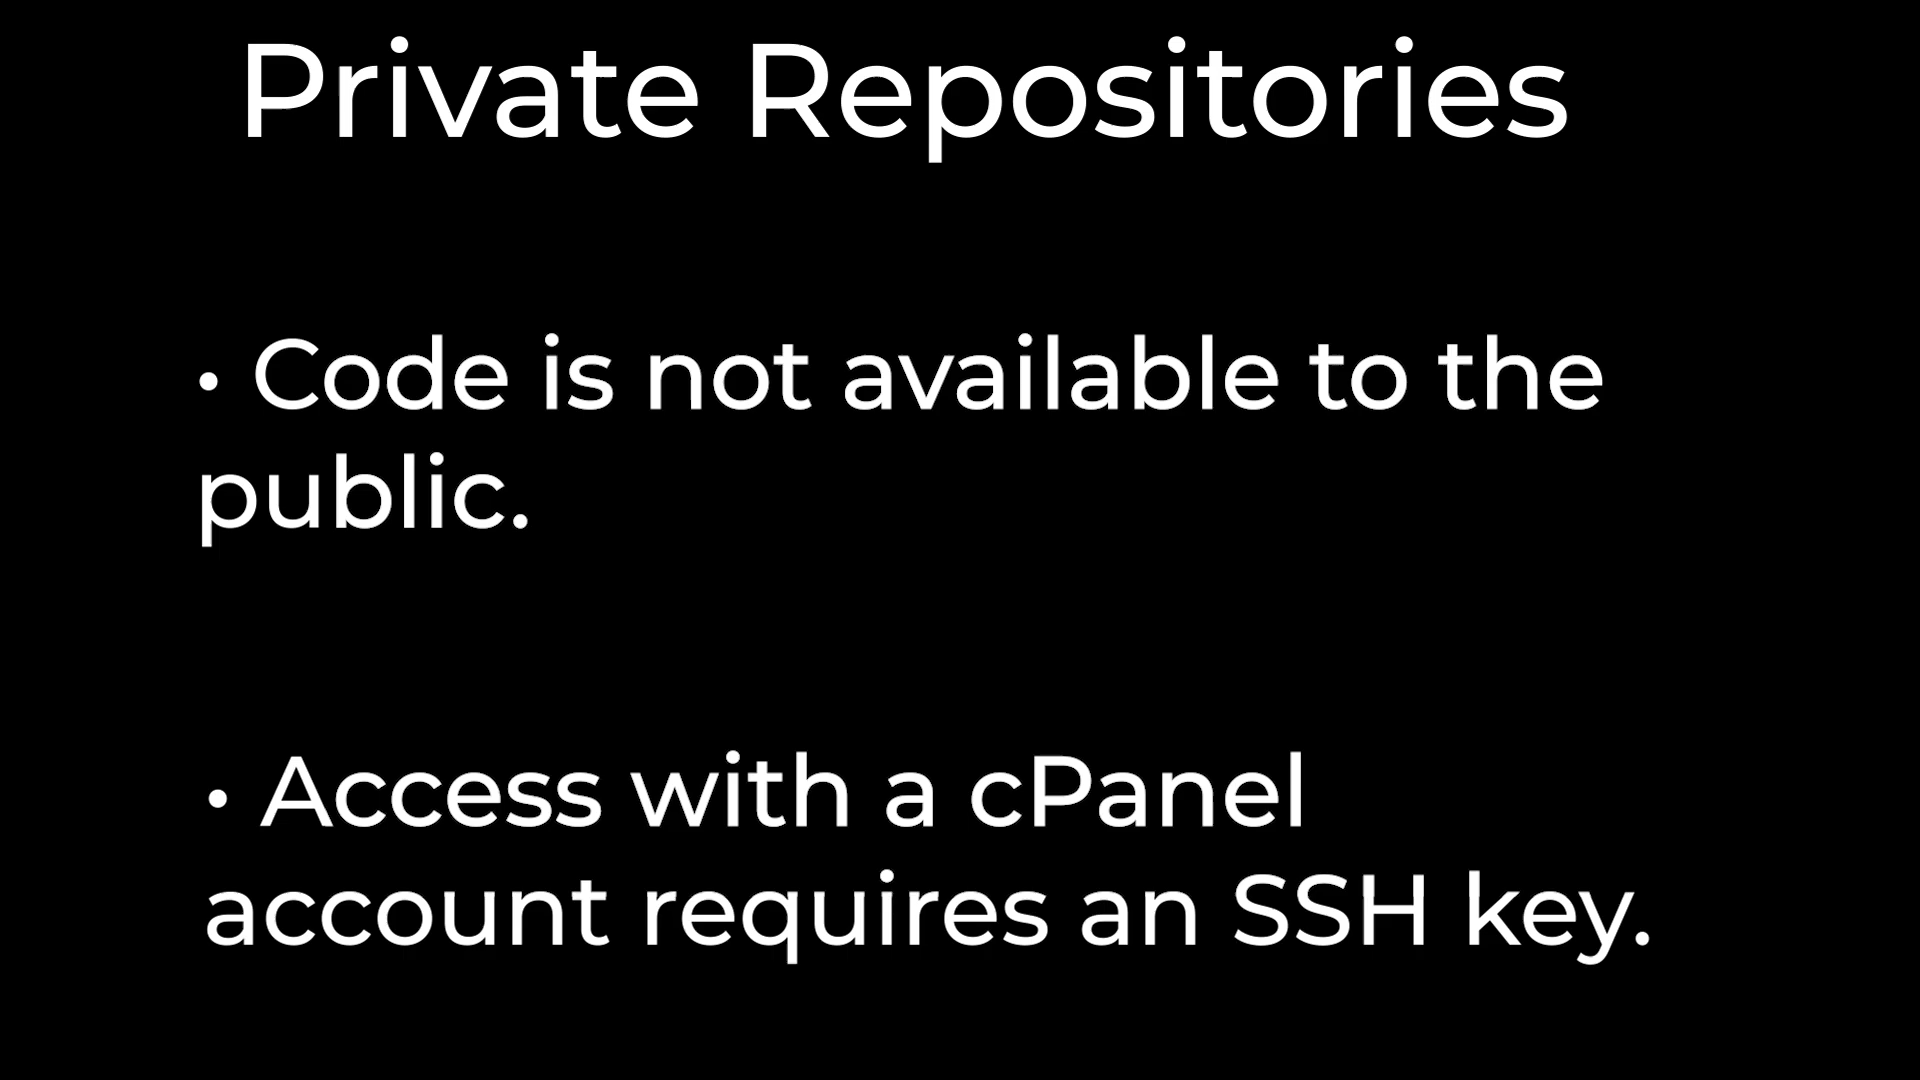 Private Repositories
• Code is not available to the
public.
• Access with a cPanel
account requires an SSH key.